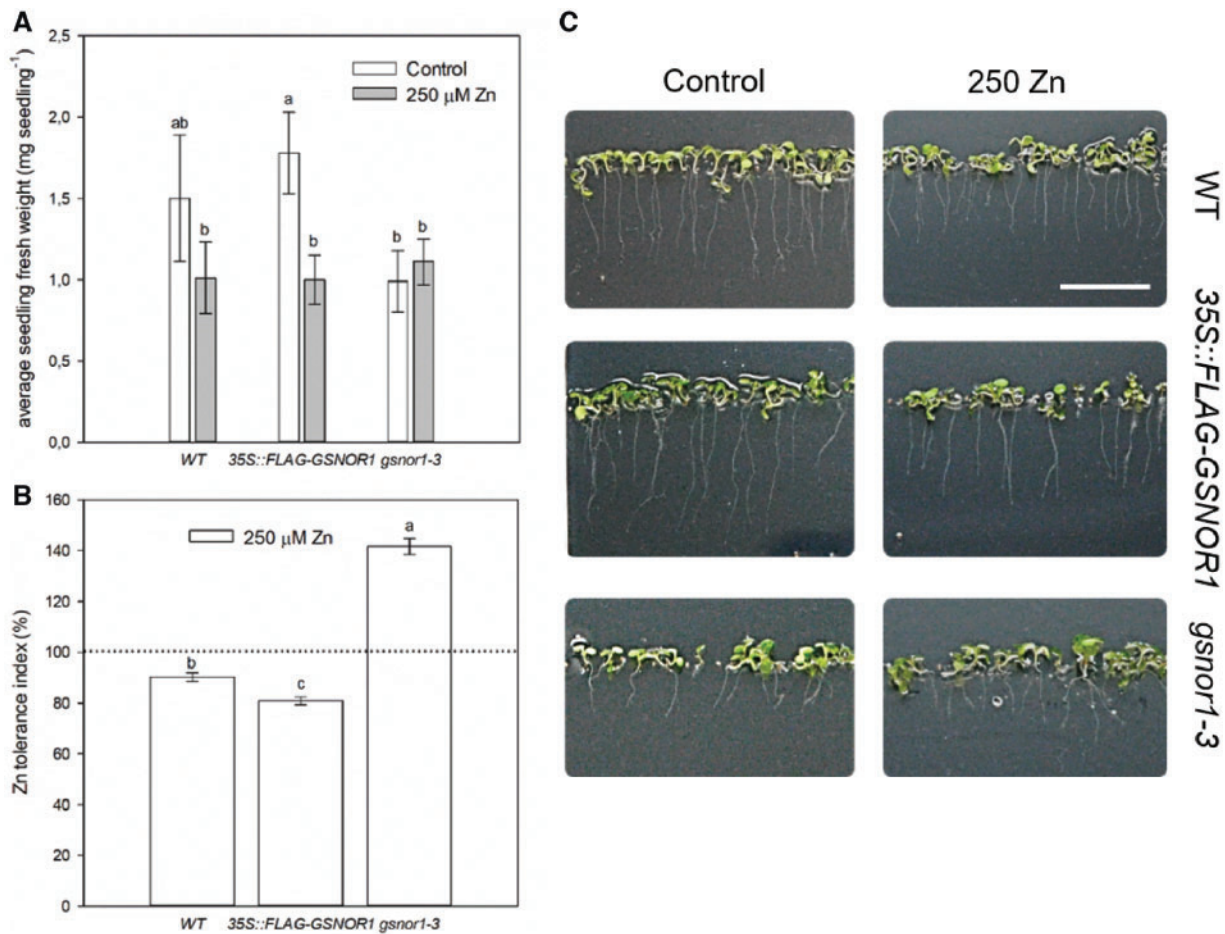 A
average seedling fresh weight (mg seedling⁻¹)
2,5
2,0
1,5
1,0
0,5
0,0
Control
250 µM Zn
ab
b
a
b
b
b
WT
35S::FLAG-GSNOR1
gsnor1-3
B
Zn tolerance index (%)
160
140
120
100
80
60
40
20
0
250 µM Zn
b
c
a
WT
35S::FLAG-GSNOR1
gsnor1-3
C
Control
250 Zn
WT
35S::FLAG-GSNOR1
gsnor1-3